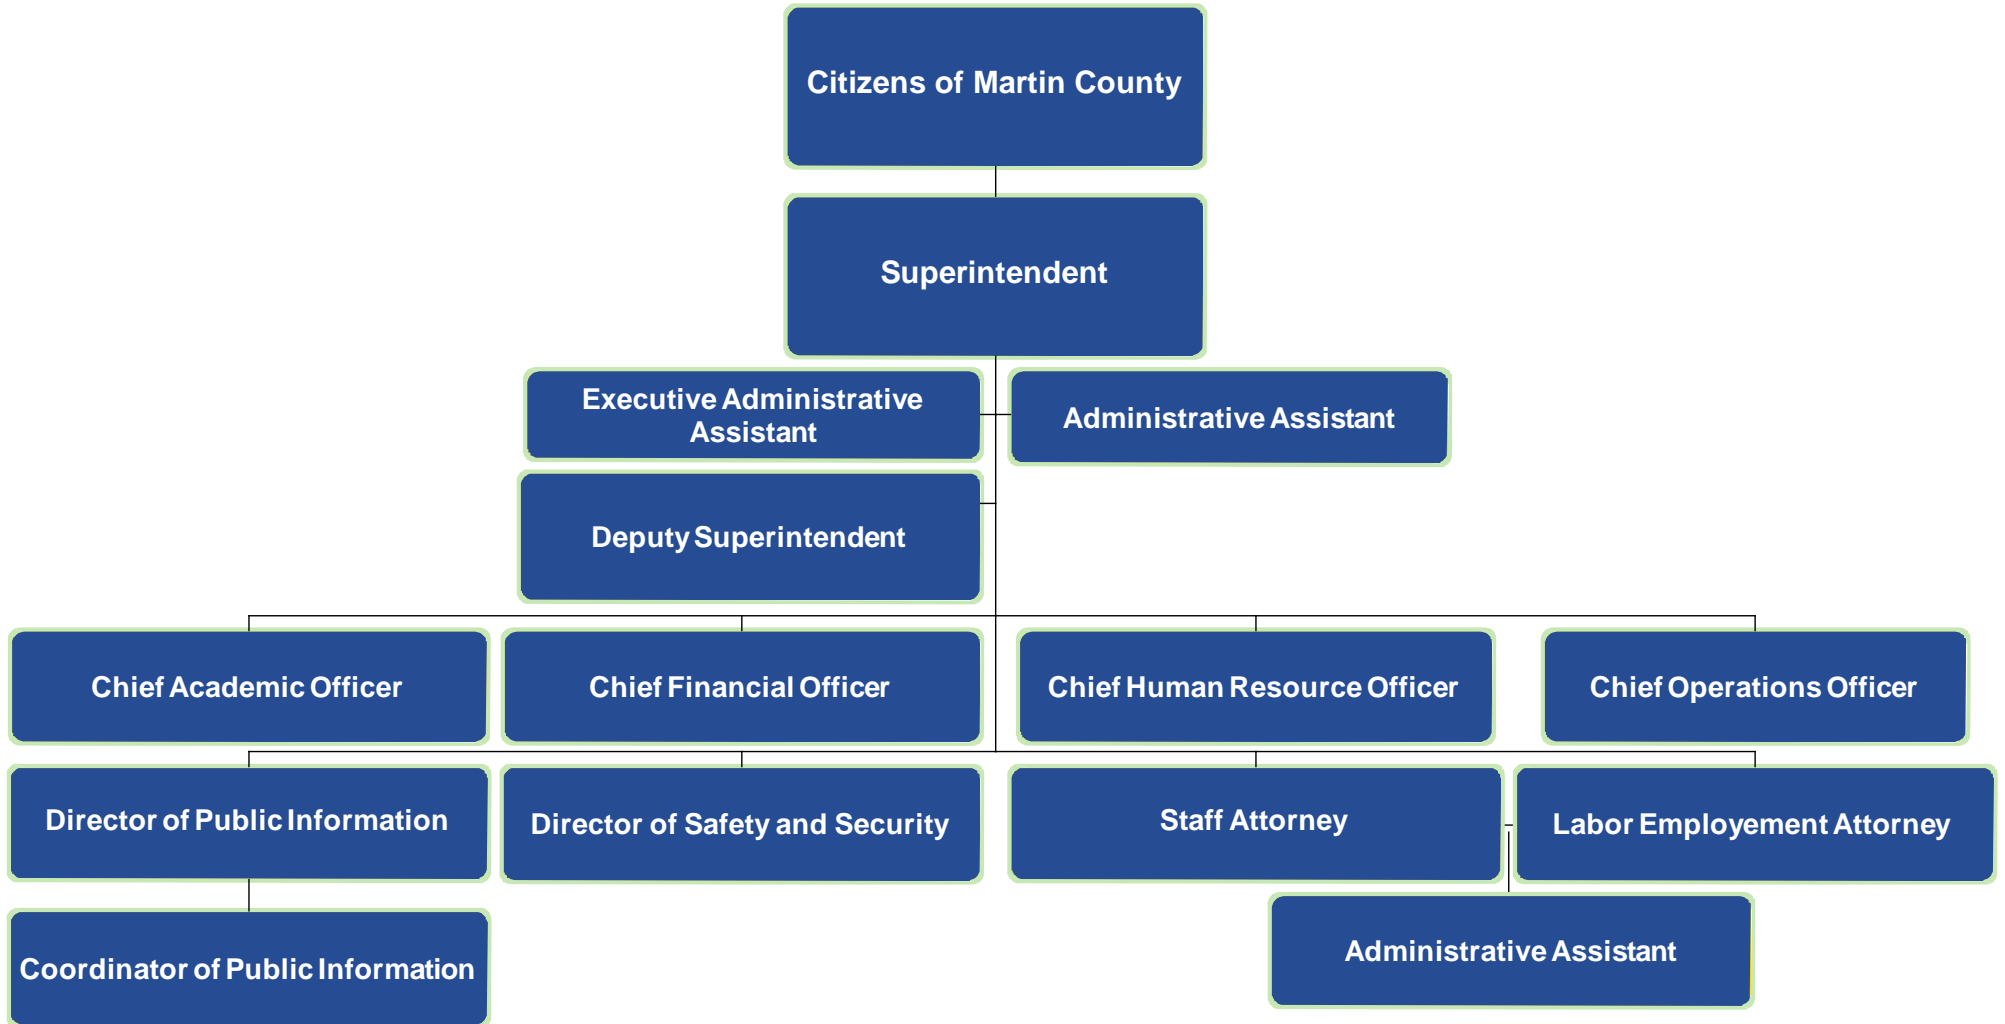 Citizens of Martin County
Superintendent
Executive Administrative
Assistant
Administrative Assistant
Deputy Superintendent
Chief Academic Officer
Chief Financial Officer
Chief Human Resource Officer
Chief Operations Officer
Director of Public Information
Director of Safety and Security
Staff Attorney
Labor Employement Attorney
Coordinator of Public Information
Administrative Assistant